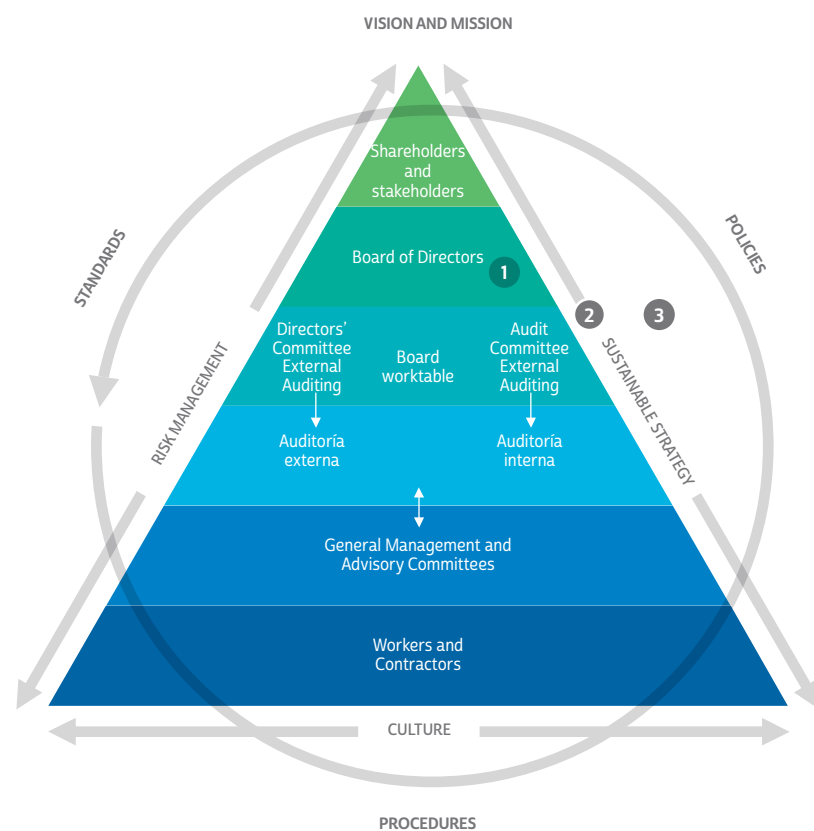 VISION AND MISSION
Shareholders
and
stakeholders
STANDARDS
POLICIES
Board of Directors
1
2
3
Directors’
Committee
External
Auditing
Board
worktable
Audit
Committee
External
Auditing
RISK MANAGEMENT
SUSTAINABLE STRATEGY
Auditoría
externa
Auditoría
interna
General Management and
Advisory Committees
Workers and
Contractors
CULTURE
PROCEDURES